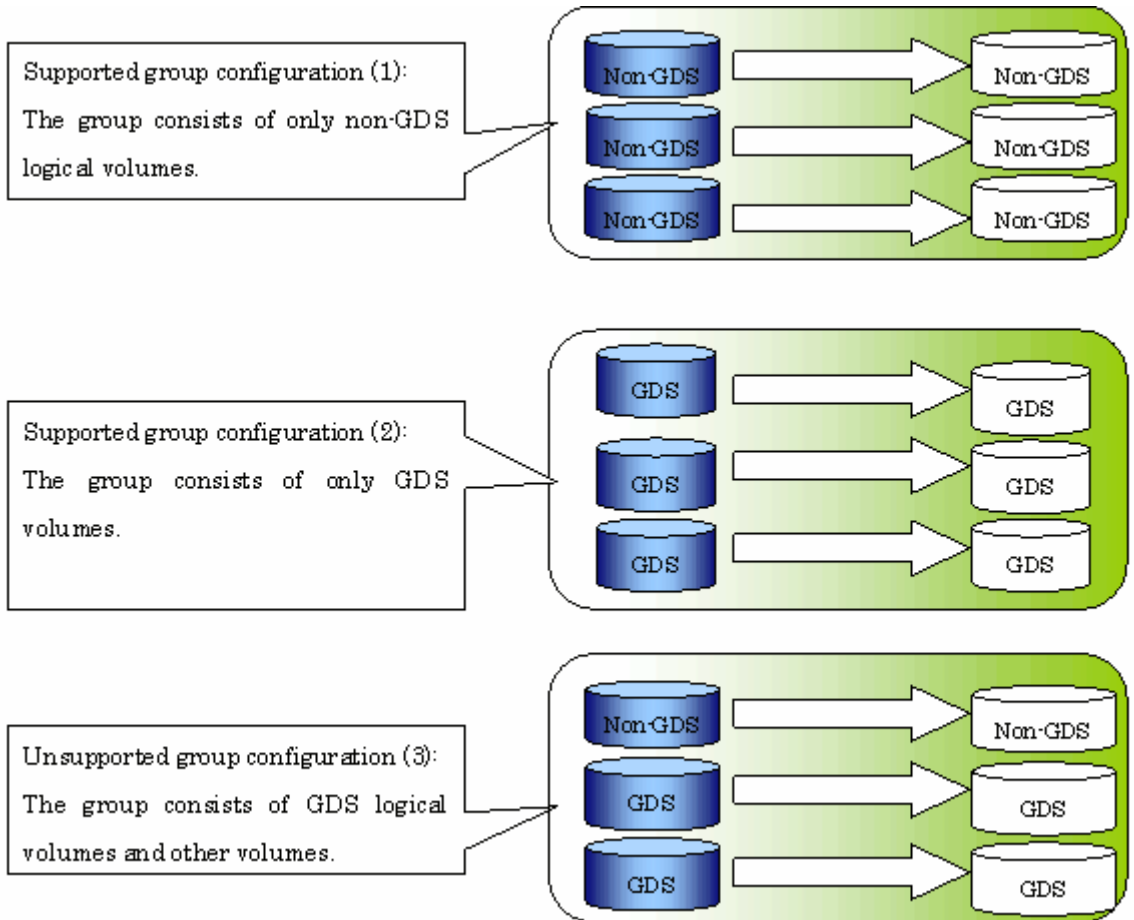 Supported group configuration (1):
The group consists of only non-GDS
logical volumes.
Non-GDS
Non-GDS
Non-GDS
Non-GDS
Non-GDS
Non-GDS
Supported group configuration (2):
The group consists of only GDS
volumes.
GDS
GDS
GDS
GDS
GDS
GDS
Unsupported group configuration (3):
The group consists of GDS logical
volumes and other volumes.
Non-GDS
Non-GDS
GDS
GDS
GDS
GDS